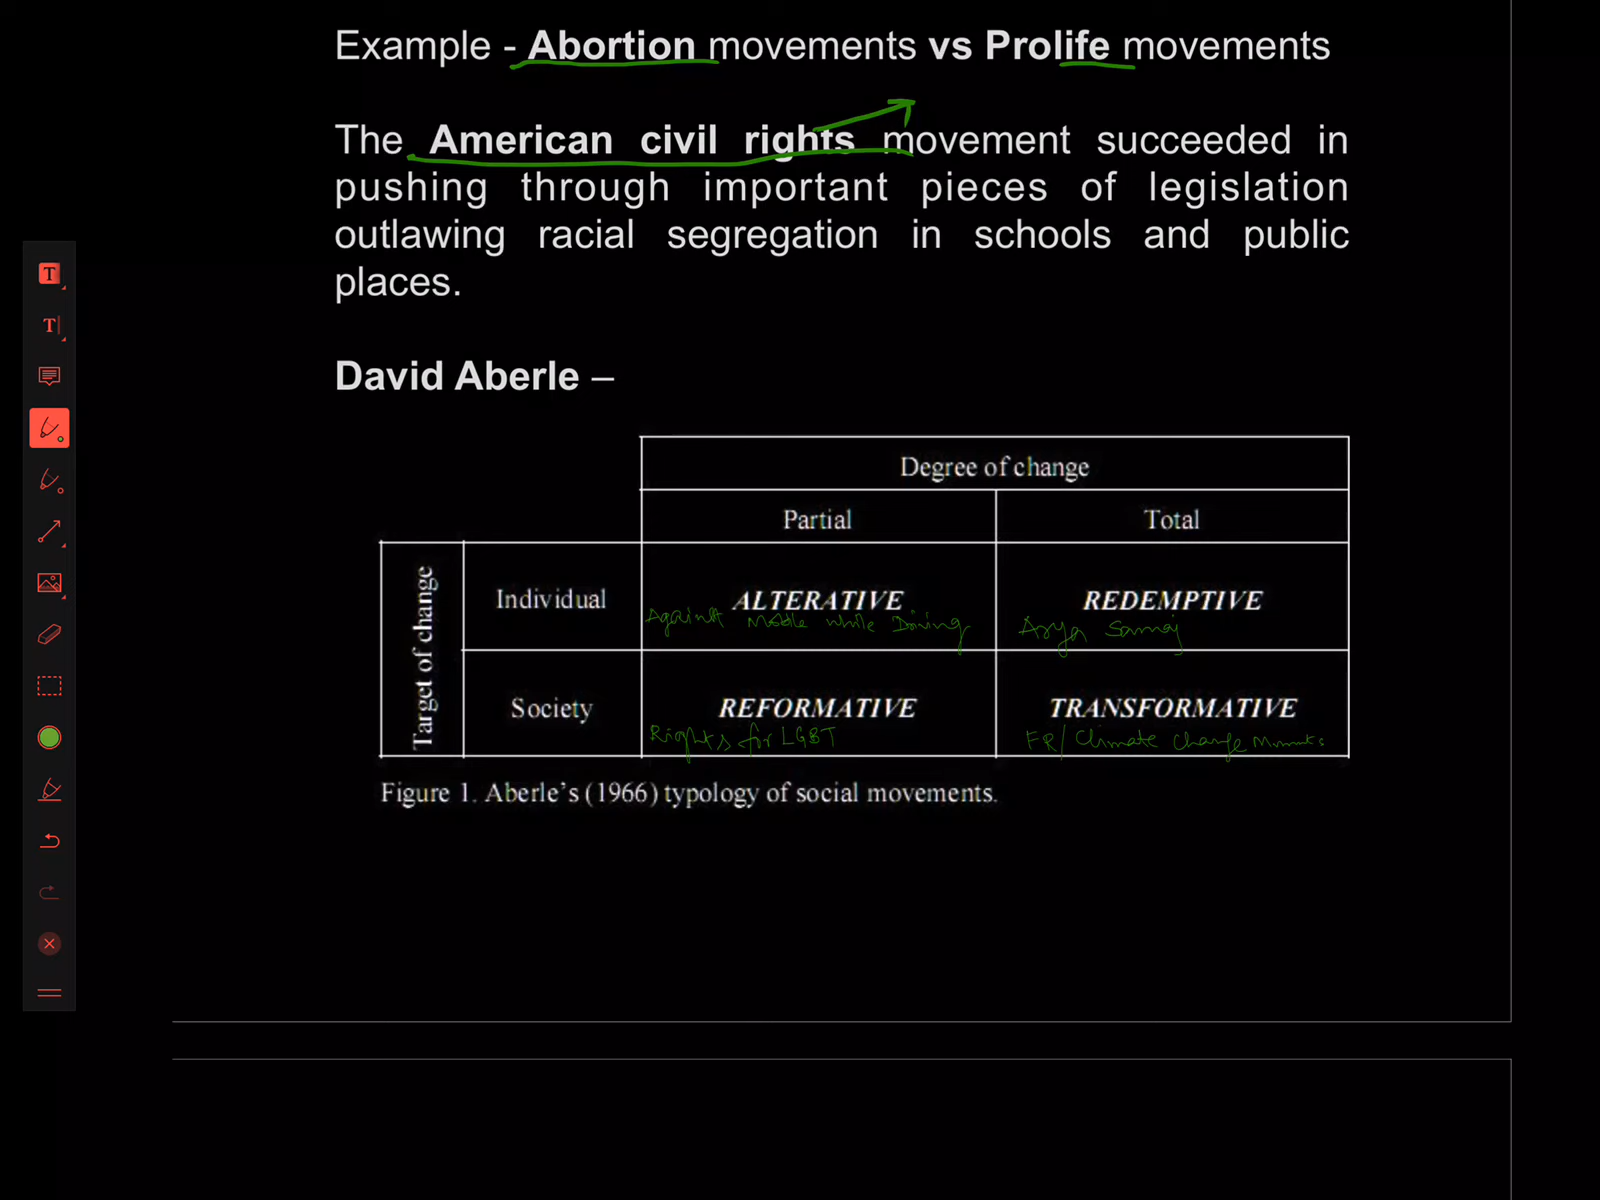 Example - Abortion movements vs Prolife movements
The American civil rights movement succeeded in
pushing through important pieces of legislation
outlawing racial segregation in schools and public
places.
David Aberle –
Degree of change
Partial Total
Target of change
Individual ALTERATIVE REDEMPTIVE
Against Mobile while Driving Arya Samaj
Society REFORMATIVE TRANSFORMATIVE
Rights for LGBT FR/Climate Change
Figure 1. Aberle's (1966) typology of social movements.
T
T